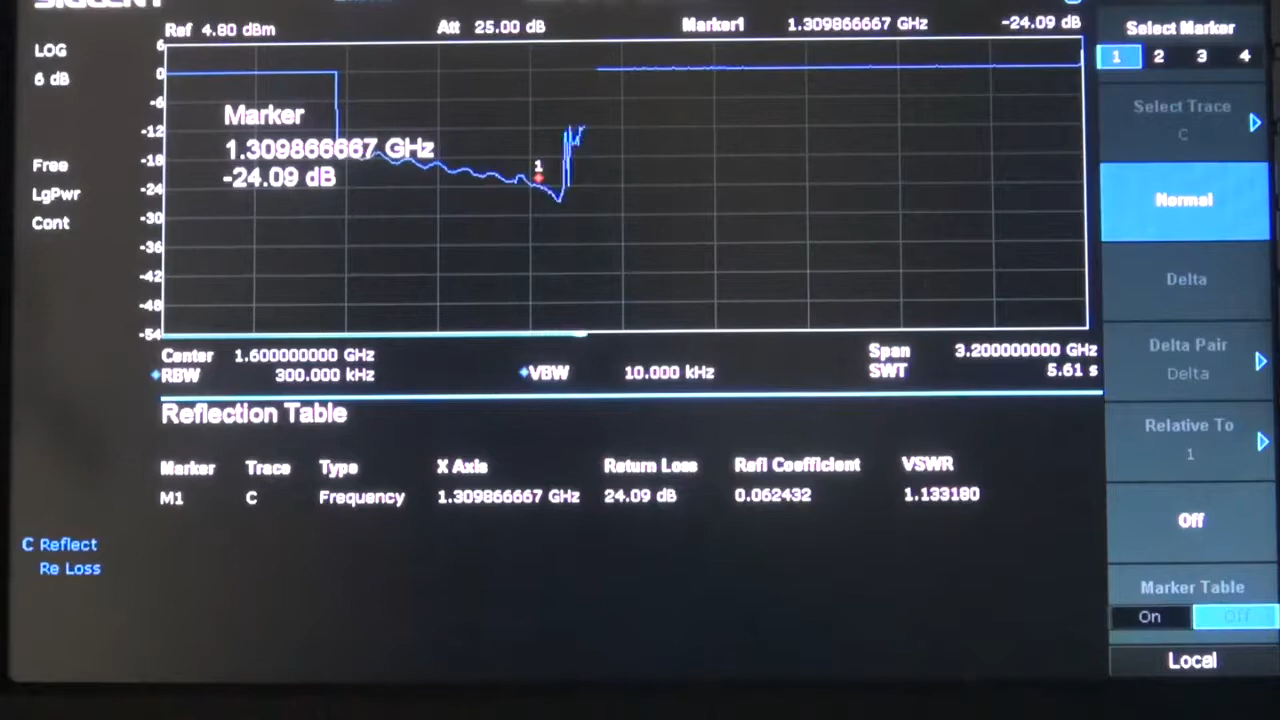 SIGLENT
Ref 4.80 dBm Att 25.00 dB Marker1 1.309866667 GHz -24.09 dB
LOG
6 dB
Free
LgPwr
Cont
6
0
-6
-12
-18
-24
-30
-36
-42
-48
-54
Marker
1.309866667 GHz
-24.09 dB
1
Center 1.600000000 GHz Span 3.200000000 GHz
RBW 300.000 kHz VBW 10.000 kHz SWT 5.61 s
Reflection Table
Marker Trace Type X Axis Return Loss Refl Coefficient VSWR
M1 C Frequency 1.309866667 GHz 24.09 dB 0.062432 1.133180
C Reflect
Re Loss
Select Marker
1 2 3 4
Select Trace
C
Normal
Delta
Delta Pair
Delta
Relative To
1
Off
Marker Table
On Off
Local